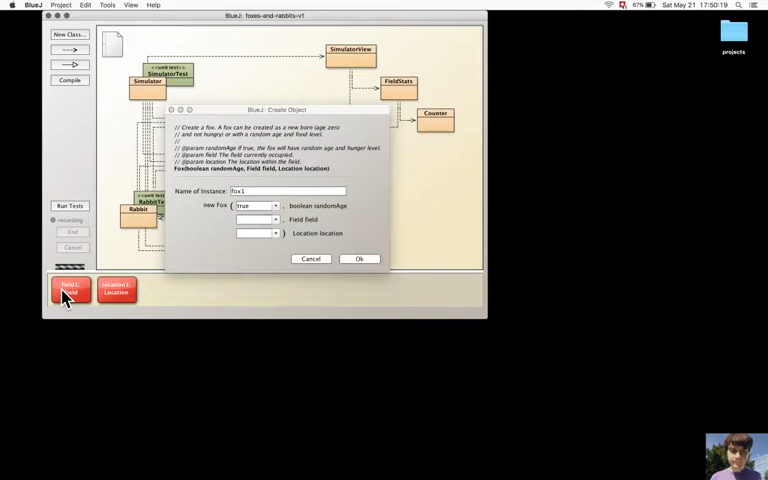 BlueJ Project Edit Tools View Help
67% Sat May 21 17:50:19
BlueJ: foxes-and-rabbits-v1
New Class...
Compile
<<unit test>>
SimulatorTest
Simulator
SimulatorView
FieldStats
Counter
BlueJ: Create Object
// Create a fox. A fox can be created as a new born (age zero
// and not hungry) or with a random age and food level.
//
// @param randomAge If true, the fox will have random age and hunger level.
// @param field The field currently occupied.
// @param location The location within the field.
Fox(boolean randomAge, Field field, Location location)
Name of Instance: fox1
new Fox ( true , boolean randomAge
, Field field
) Location location
Cancel Ok
<<unit test>>
RabbitTe
Rabbit
Run Tests
recording
End
Cancel
field1:
location1:
Location
projects